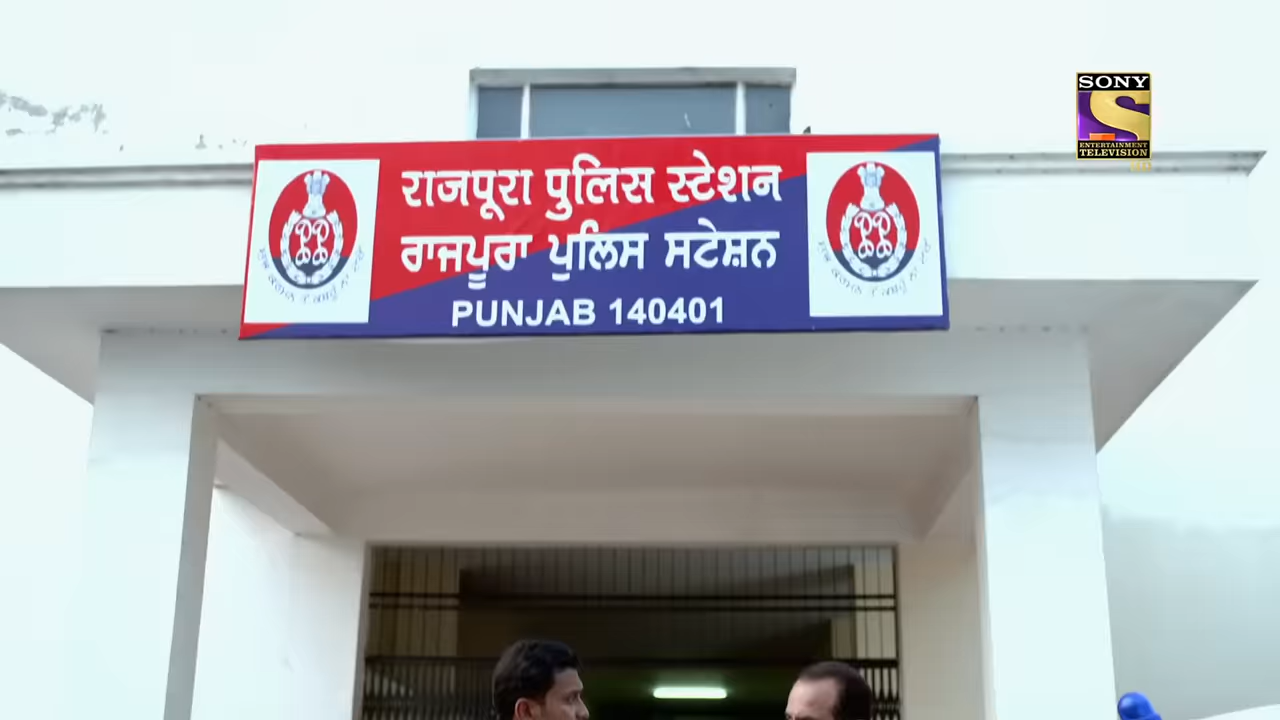 SONY
ENTERTAINMENT
TELEVISION
राजपूरा पुलिस स्टेशन
ਰਾਜਪੂਰਾ ਪੁਲਿਸ ਸਟੇਸ਼ਨ
PUNJAB 140401